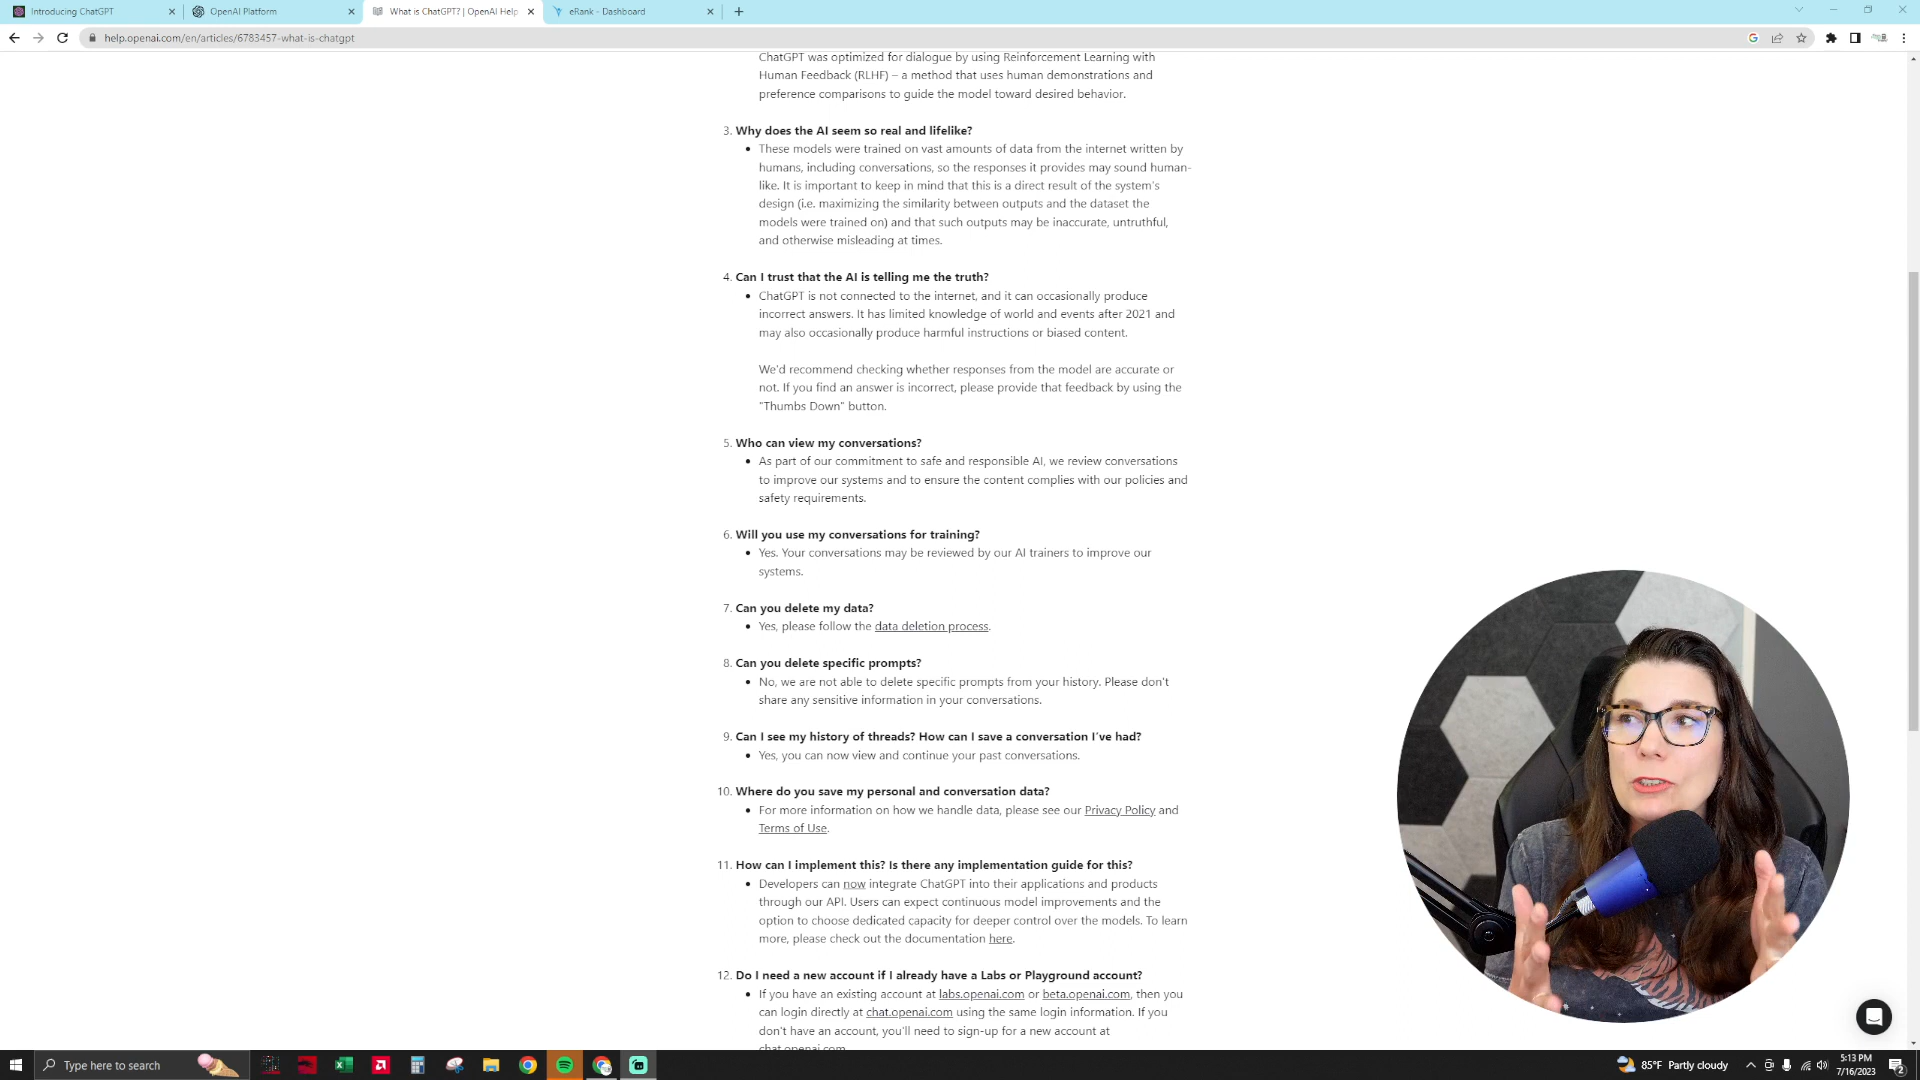 Introducing ChatGPT
OpenAI Platform
What is ChatGPT? | OpenAI Help
eRank - Dashboard
help.openai.com/en/articles/6783457-what-is-chatgpt
ChatGPT was optimized for dialogue by using Reinforcement Learning with
Human Feedback (RLHF) – a method that uses human demonstrations and
preference comparisons to guide the model toward desired behavior.
3. Why does the AI seem so real and lifelike?
• These models were trained on vast amounts of data from the internet written by
humans, including conversations, so the responses it provides may sound human-
like. It is important to keep in mind that this is a direct result of the system's
design (i.e. maximizing the similarity between outputs and the dataset the
models were trained on) and that such outputs may be inaccurate, untruthful,
and otherwise misleading at times.
4. Can I trust that the AI is telling me the truth?
• ChatGPT is not connected to the internet, and it can occasionally produce
incorrect answers. It has limited knowledge of world and events after 2021 and
may also occasionally produce harmful instructions or biased content.
We'd recommend checking whether responses from the model are accurate or
not. If you find an answer is incorrect, please provide that feedback by using the
"Thumbs Down" button.
5. Who can view my conversations?
• As part of our commitment to safe and responsible AI, we review conversations
to improve our systems and to ensure the content complies with our policies and
safety requirements.
6. Will you use my conversations for training?
• Yes. Your conversations may be reviewed by our AI trainers to improve our
systems.
7. Can you delete my data?
• Yes, please follow the data deletion process.
8. Can you delete specific prompts?
• No, we are not able to delete specific prompts from your history. Please don't
share any sensitive information in your conversations.
9. Can I see my history of threads? How can I save a conversation I've had?
• Yes, you can now view and continue your past conversations.
10. Where do you save my personal and conversation data?
• For more information on how we handle data, please see our Privacy Policy and
Terms of Use.
11. How can I implement this? Is there any implementation guide for this?
• Developers can now integrate ChatGPT into their applications and products
through our API. Users can expect continuous model improvements and the
option to choose dedicated capacity for deeper control over the models. To learn
more, please check out the documentation here.
12. Do I need a new account if I already have a Labs or Playground account?
• If you have an existing account at labs.openai.com or beta.openai.com, then you
can login directly at chat.openai.com using the same login information. If you
don't have an account, you'll need to sign-up for a new account at
chat.openai.com.
Type here to search
85°F Partly cloudy
5:13 PM
7/16/2023
2